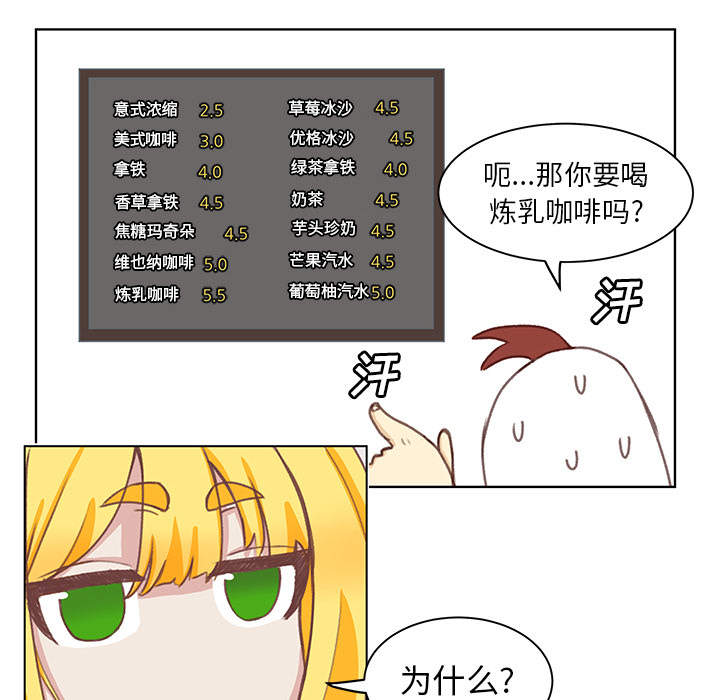 意式浓缩 2.5
美式咖啡 3.0
拿铁 4.0
香草拿铁 4.5
焦糖玛奇朵 4.5
维也纳咖啡 5.0
炼乳咖啡 5.5
草莓冰沙 4.5
优格冰沙 4.5
绿茶拿铁 4.0
奶茶 4.5
芋头珍奶 4.5
芒果汽水 4.5
葡萄柚汽水 5.0
呃...那你要喝
炼乳咖啡吗?
汗
汗
为什么?